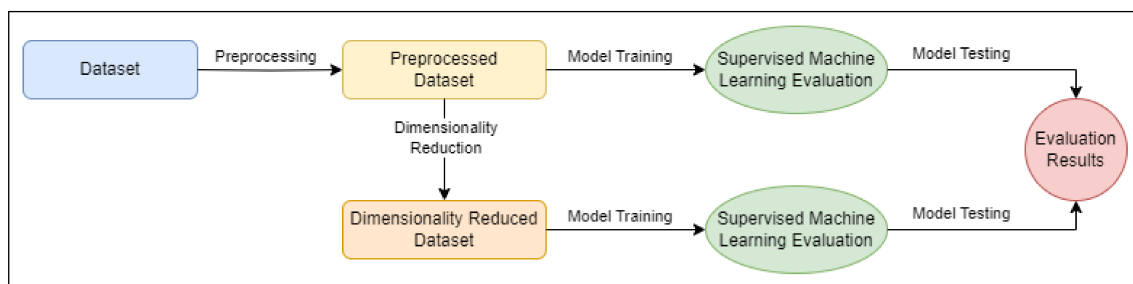 Dataset
Preprocessing
Preprocessed
Dataset
Model Training
Supervised Machine
Learning Evaluation
Model Testing
Dimensionality
Reduction
Evaluation
Results
Dimensionality Reduced
Dataset
Model Training
Supervised Machine
Learning Evaluation
Model Testing